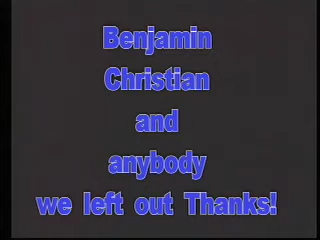 Benjamin
Christian
and
anybody
we left out Thanks!